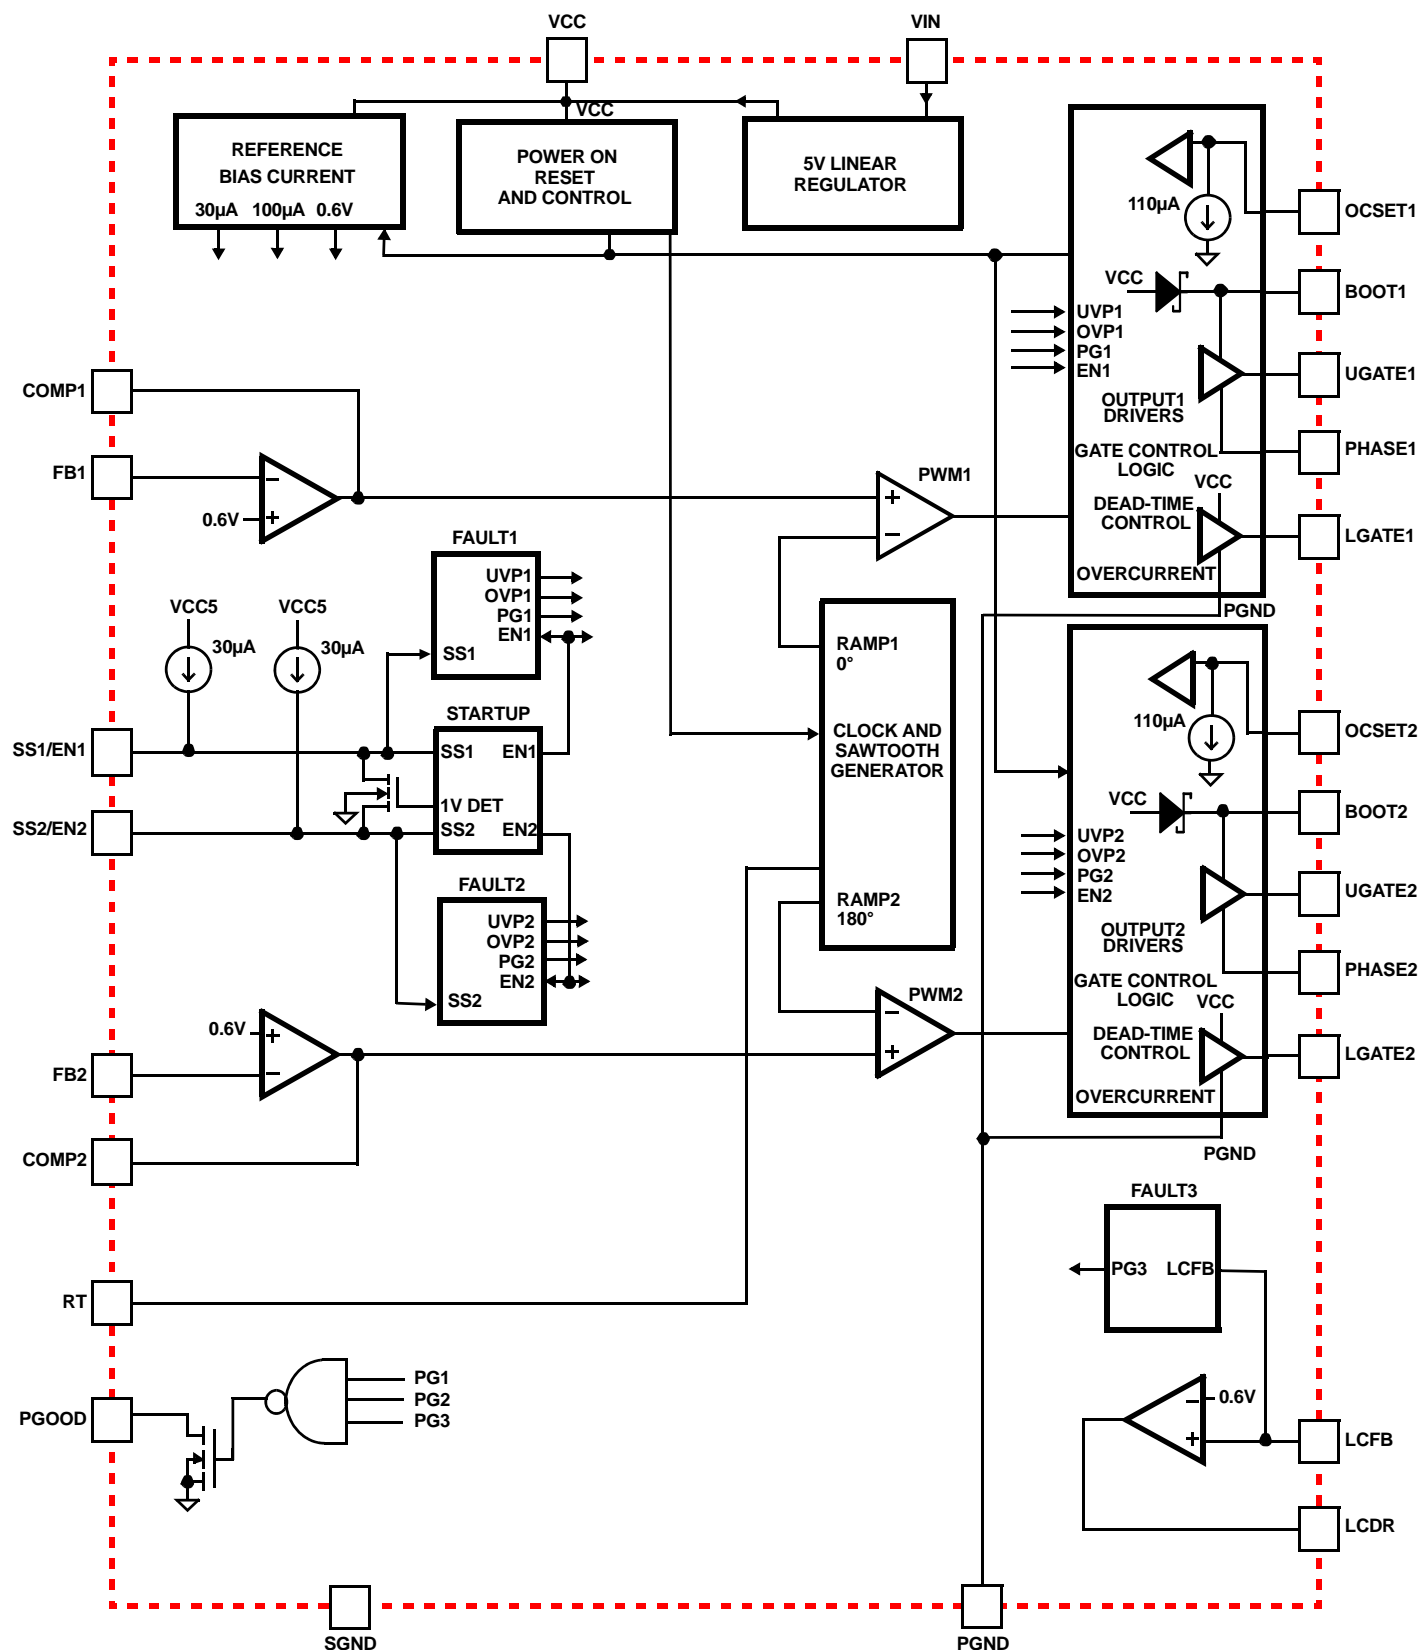 VCC
VIN
VCC
REFERENCE
BIAS CURRENT
30µA 100µA 0.6V
POWER ON
RESET
AND CONTROL
5V LINEAR
REGULATOR
110µA
OCSET1
VCC
BOOT1
UVP1
OVP1
PG1
EN1
UGATE1
OUTPUT1
DRIVERS
PHASE1
GATE CONTROL
LOGIC
VCC
DEAD-TIME
CONTROL
LGATE1
OVERCURRENT
PGND
COMP1
FB1
−
+
0.6V
PWM1
+
−
FAULT1
UVP1
OVP1
PG1
EN1
SS1
VCC5
30µA
VCC5
30µA
STARTUP
SS1 EN1
1V DET
SS2 EN2
SS1/EN1
SS2/EN2
RAMP1
0°
CLOCK AND
SAWTOOTH
GENERATOR
RAMP2
180°
FAULT2
UVP2
OVP2
PG2
EN2
SS2
110µA
OCSET2
VCC
BOOT2
UVP2
OVP2
PG2
EN2
UGATE2
OUTPUT2
DRIVERS
PHASE2
GATE CONTROL
LOGIC
VCC
DEAD-TIME
CONTROL
LGATE2
OVERCURRENT
PGND
PWM2
−
+
0.6V
+
−
FB2
COMP2
FAULT3
PG3 LCFB
RT
PG1
PG2
PG3
PGOOD
−
0.6V
+
LCFB
LCDR
SGND
PGND